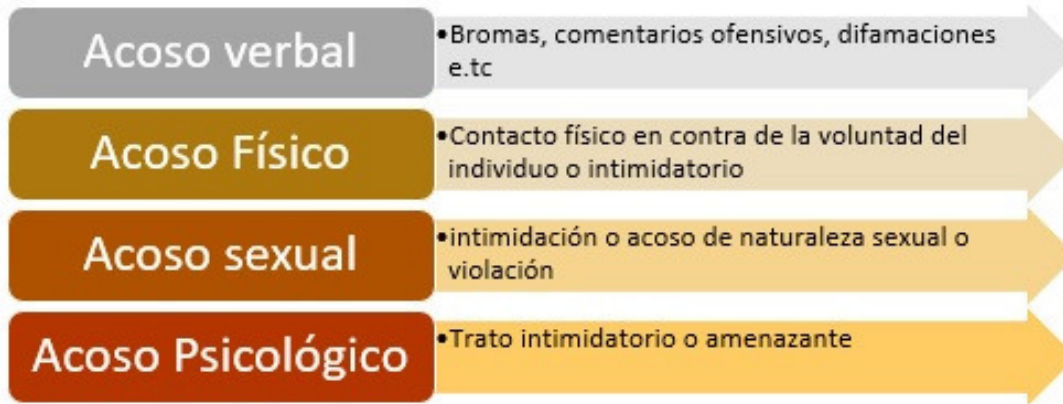 Acoso verbal
•Bromas, comentarios ofensivos, difamaciones
e.tc
Acoso Físico
•Contacto físico en contra de la voluntad del
individuo o intimidatorio
Acoso sexual
•intimidación o acoso de naturaleza sexual o
violación
Acoso Psicológico
•Trato intimidatorio o amenazante